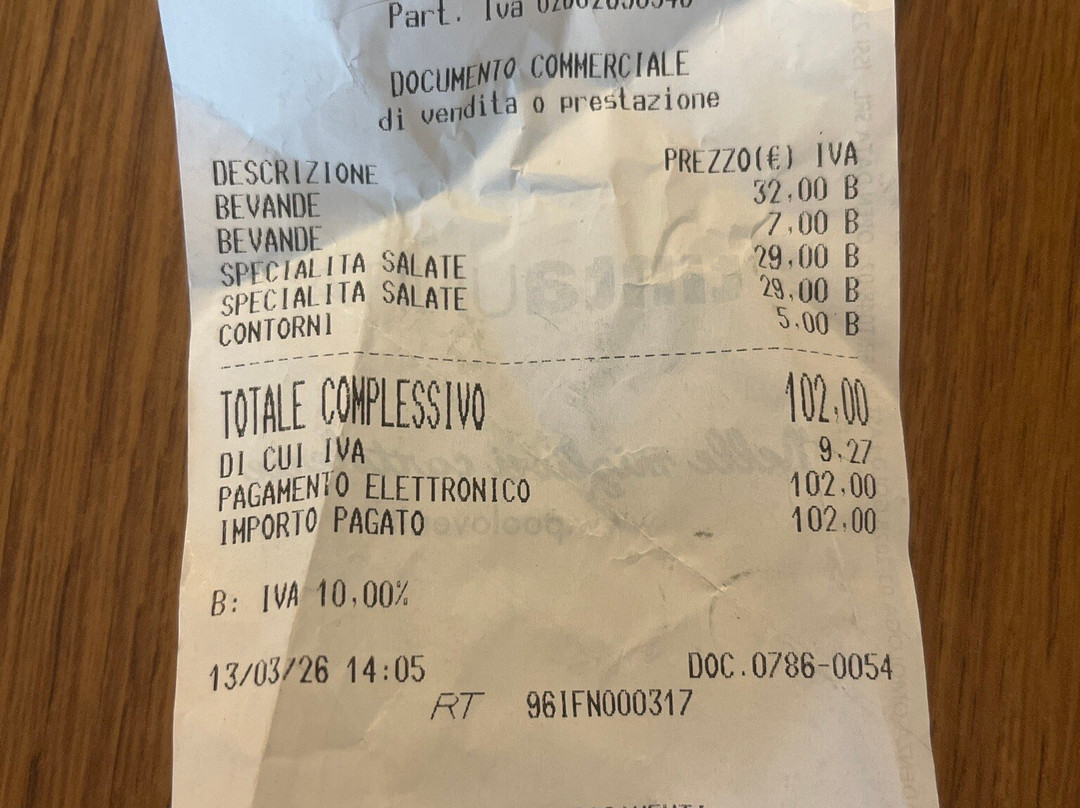 Part. Iva
DOCUMENTO COMMERCIALE
di vendita o prestazione
DESCRIZIONE PREZZO(€) IVA
BEVANDE 32,00 B
BEVANDE 7,00 B
SPECIALITA SALATE 29,00 B
SPECIALITA SALATE 29,00 B
CONTORNI 5,00 B
TOTALE COMPLESSIVO 102,00
DI CUI IVA 9,27
PAGAMENTO ELETTRONICO 102,00
IMPORTO PAGATO 102,00
B: IVA 10,00%
13/03/26 14:05 DOC.0786-0054
RT 96IFN000317